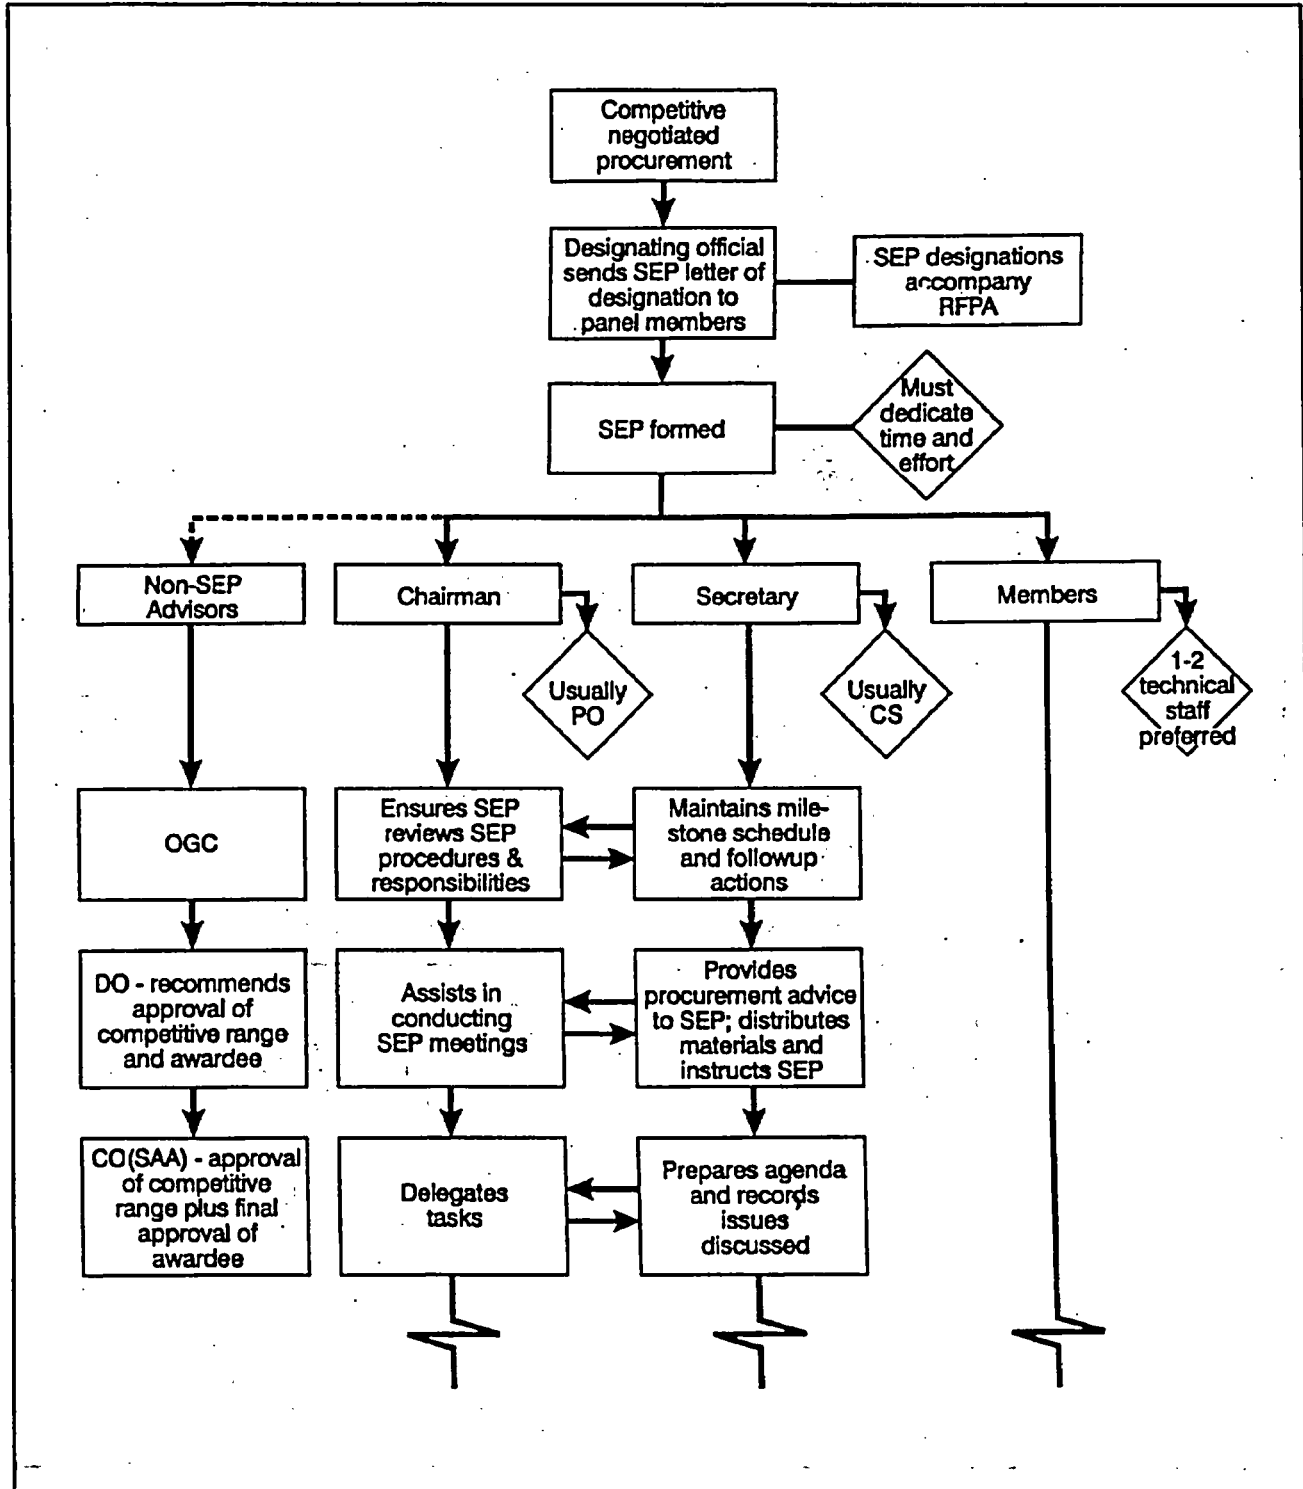 Competitive
negotiated
procurement
Designating official
sends SEP letter of
designation to
panel members
SEP designations
accompany
RFPA
SEP formed
Must
dedicate
time and
effort
Non-SEP
Advisors
Chairman
Secretary
Members
Usually
PO
Usually
CS
1-2
technical
staff
preferred
OGC
Ensures SEP
reviews SEP
procedures &
responsibilities
Maintains mile-
stone schedule
and followup
actions
DO - recommends
approval of
competitive range
and awardee
Assists in
conducting
SEP meetings
Provides
procurement advice
to SEP; distributes
materials and
instructs SEP
CO(SAA) - approval
of competitive
range plus final
approval of
awardee
Delegates
tasks
Prepares agenda
and records
issues
discussed